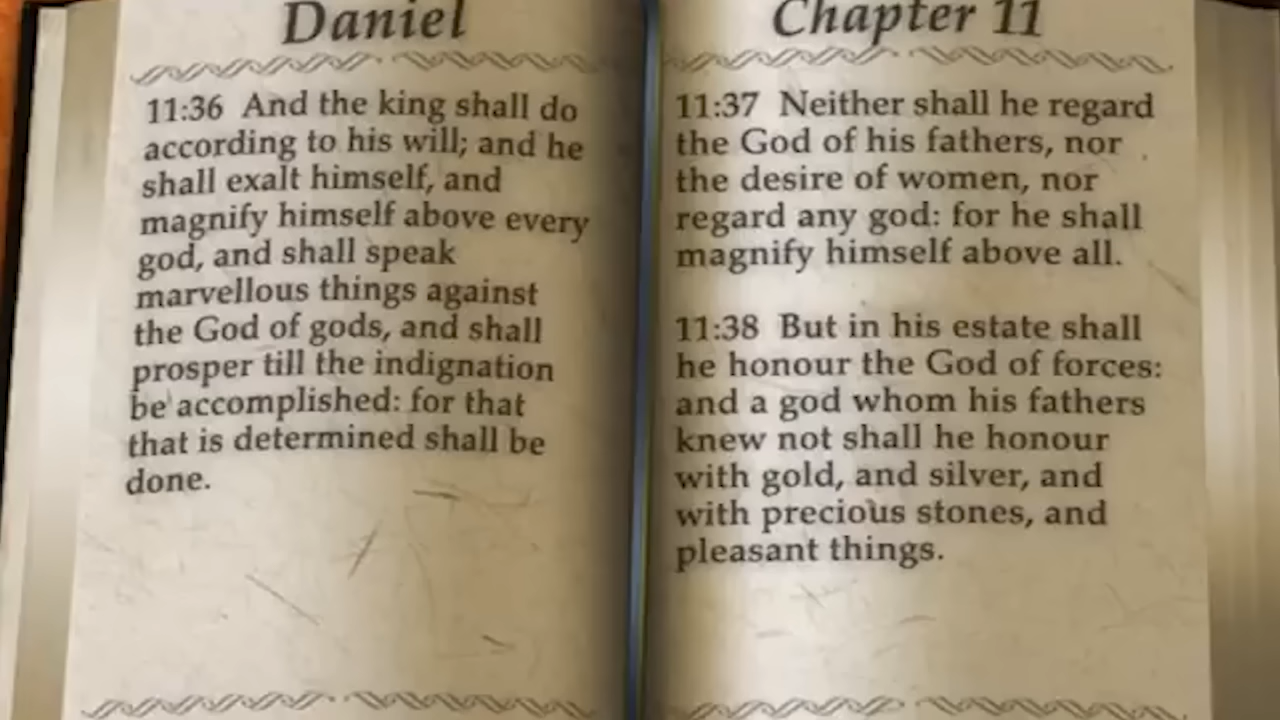 Daniel
11:36 And the king shall do
according to his will; and he
shall exalt himself, and
magnify himself above every
god, and shall speak
marvellous things against
the God of gods, and shall
prosper till the indignation
be accomplished: for that
that is determined shall be
done.
Chapter 11
11:37 Neither shall he regard
the God of his fathers, nor
the desire of women, nor
regard any god: for he shall
magnify himself above all.
11:38 But in his estate shall
he honour the God of forces:
and a god whom his fathers
knew not shall he honour
with gold, and silver, and
with precious stones, and
pleasant things.